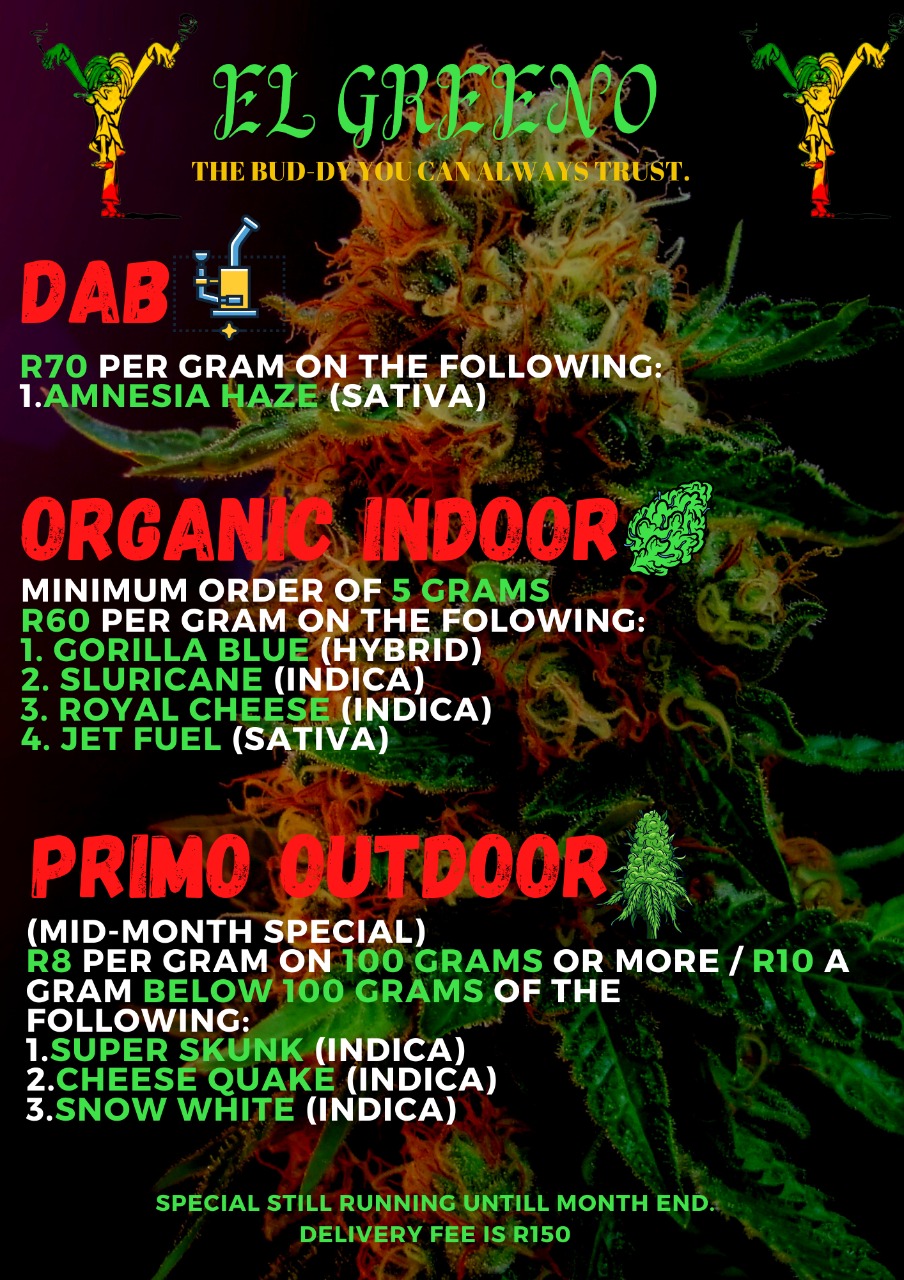 EL GREENO
THE BUD-DY YOU CAN ALWAYS TRUST.
DAB
R70 PER GRAM ON THE FOLLOWING:
1.AMNESIA HAZE (SATIVA)
ORGANIC INDOOR
MINIMUM ORDER OF 5 GRAMS
R60 PER GRAM ON THE FOLOWING:
1. GORILLA BLUE (HYBRID)
2. SLURICANE (INDICA)
3. ROYAL CHEESE (INDICA)
4. JET FUEL (SATIVA)
PRIMO OUTDOOR
(MID-MONTH SPECIAL)
R8 PER GRAM ON 100 GRAMS OR MORE / R10 A
GRAM BELOW 100 GRAMS OF THE
FOLLOWING:
1.SUPER SKUNK (INDICA)
2.CHEESE QUAKE (INDICA)
3.SNOW WHITE (INDICA)
SPECIAL STILL RUNNING UNTILL MONTH END.
DELIVERY FEE IS R150